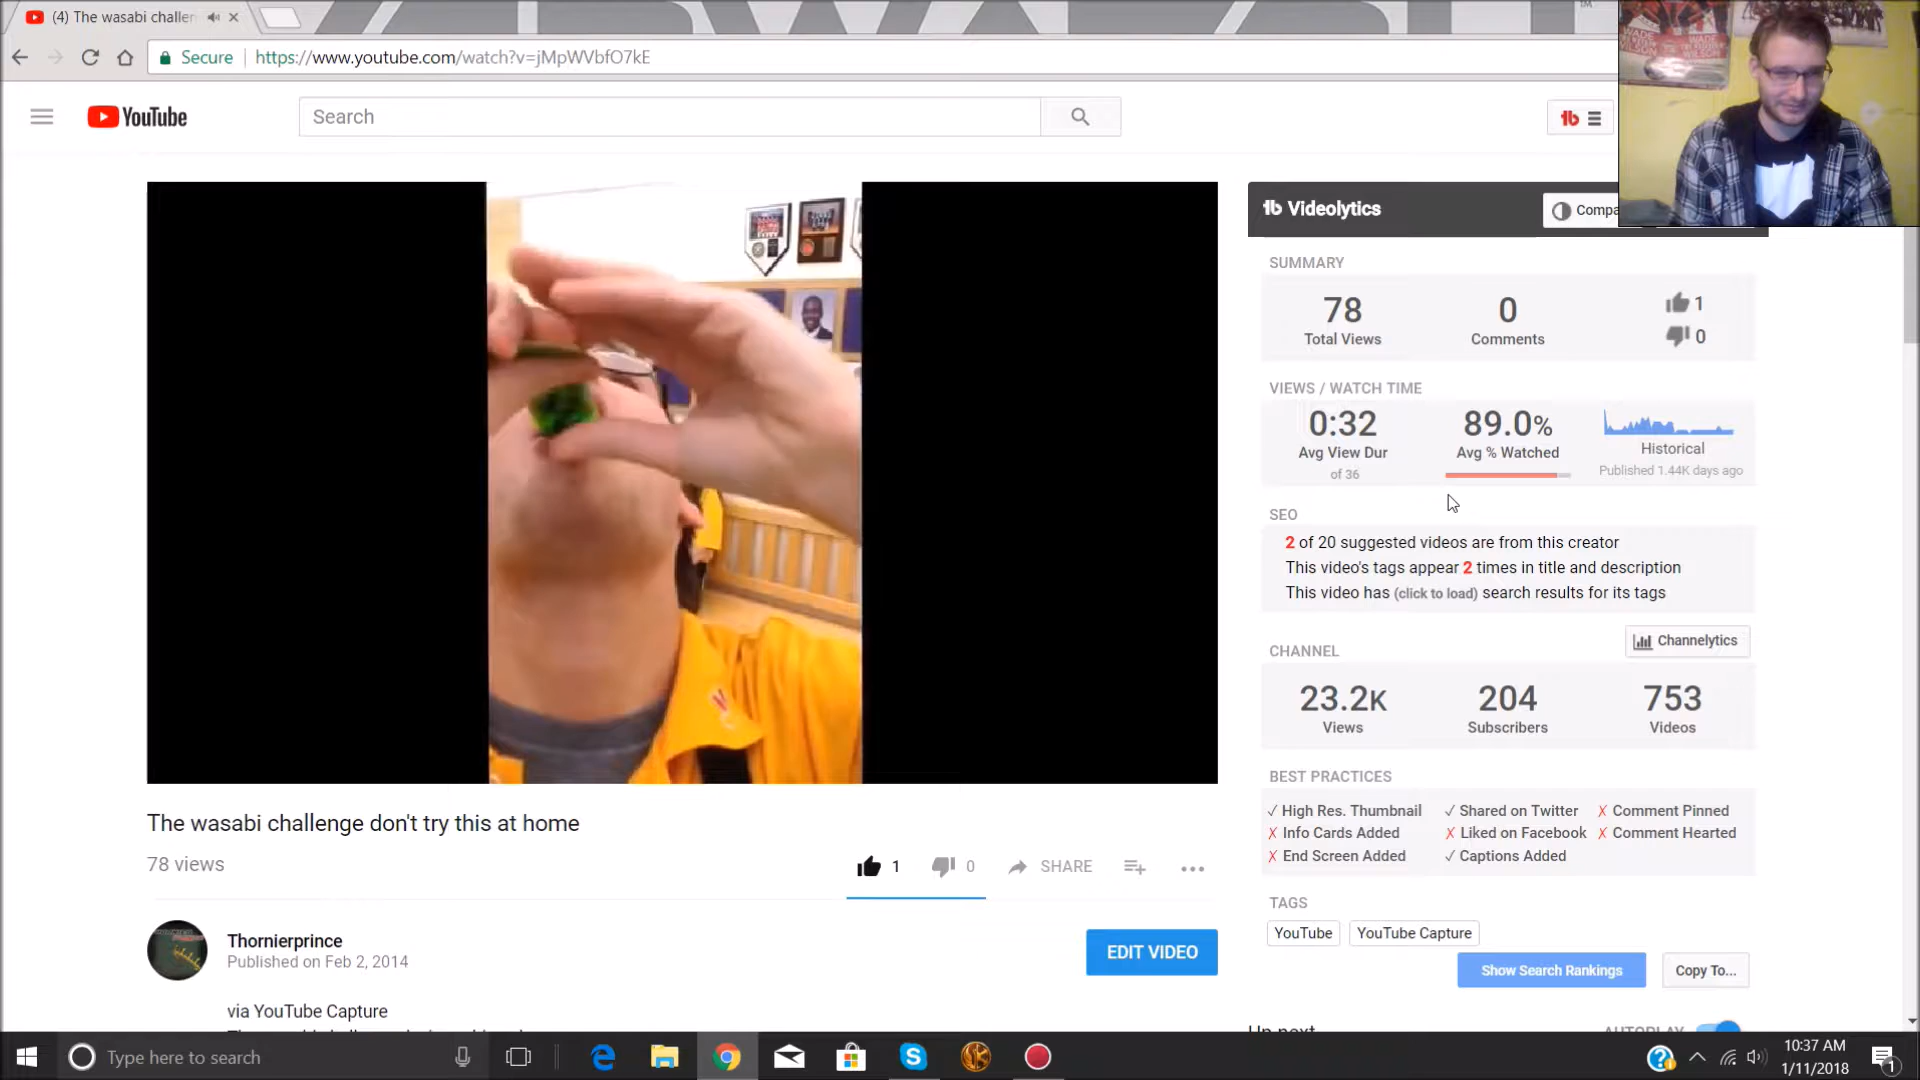 (4) The wasabi challen
Secure
https://www.youtube.com/watch?v=jMpWVbfO7kE
YouTube
Search
tb
WADE
WILSON
WADE
WILSON
tb Videolytics
Compa
SUMMARY
78
Total Views
0
Comments
1
0
VIEWS / WATCH TIME
0:32
Avg View Dur
of 36
89.0%
Avg % Watched
Historical
Published 1.44K days ago
SEO
2 of 20 suggested videos are from this creator
This video's tags appear 2 times in title and description
This video has (click to load) search results for its tags
CHANNEL
Channelytics
23.2K
Views
204
Subscribers
753
Videos
BEST PRACTICES
✓ High Res. Thumbnail ✓ Shared on Twitter ✗ Comment Pinned
✗ Info Cards Added ✗ Liked on Facebook ✗ Comment Hearted
✗ End Screen Added ✓ Captions Added
TAGS
YouTube
YouTube Capture
Show Search Rankings
Copy To...
The wasabi challenge don't try this at home
78 views
1
0
SHARE
Thornierprince
Published on Feb 2, 2014
EDIT VIDEO
via YouTube Capture
Up next
AUTOPLAY
Type here to search
10:37 AM
1/11/2018
1